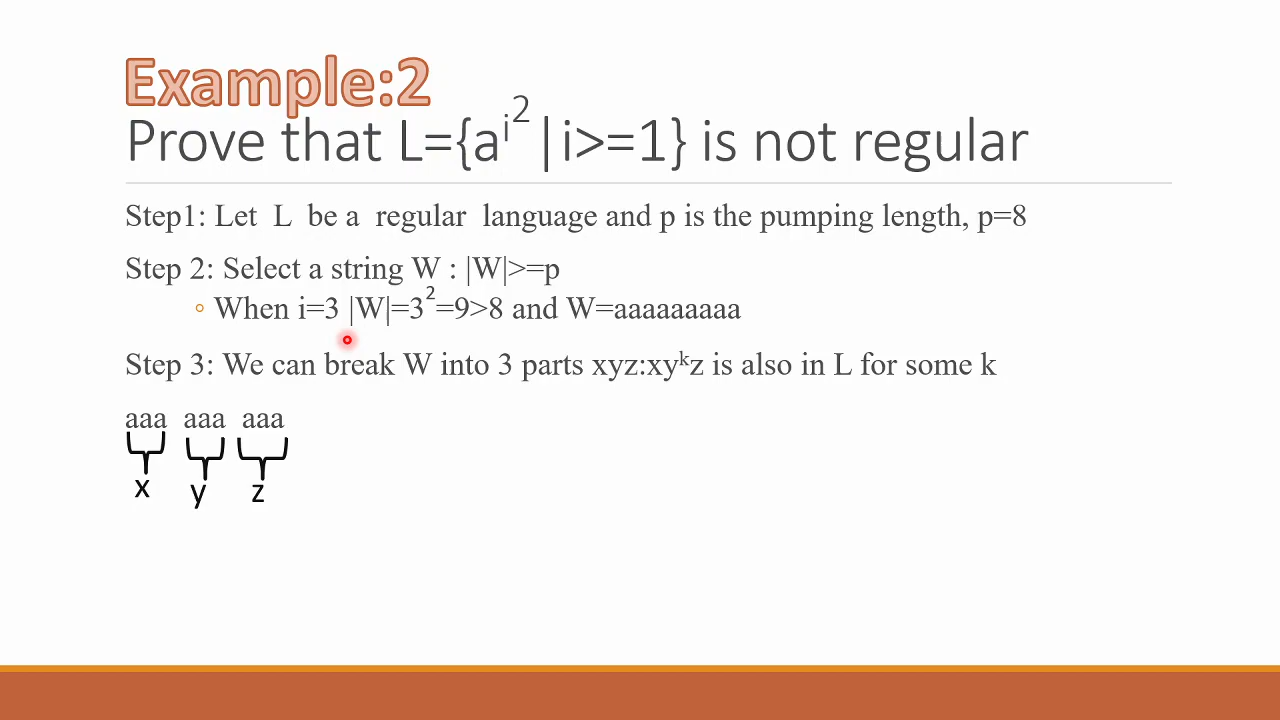 Example:2
Prove that L={a^i^2|i>=1} is not regular
Step1: Let L be a regular language and p is the pumping length, p=8
Step 2: Select a string W : |W|>=p
When i=3 |W|=3^2=9>8 and W=aaaaaaaaa
Step 3: We can break W into 3 parts xyz:xy^kz is also in L for some k
aaa aaa aaa
x y z